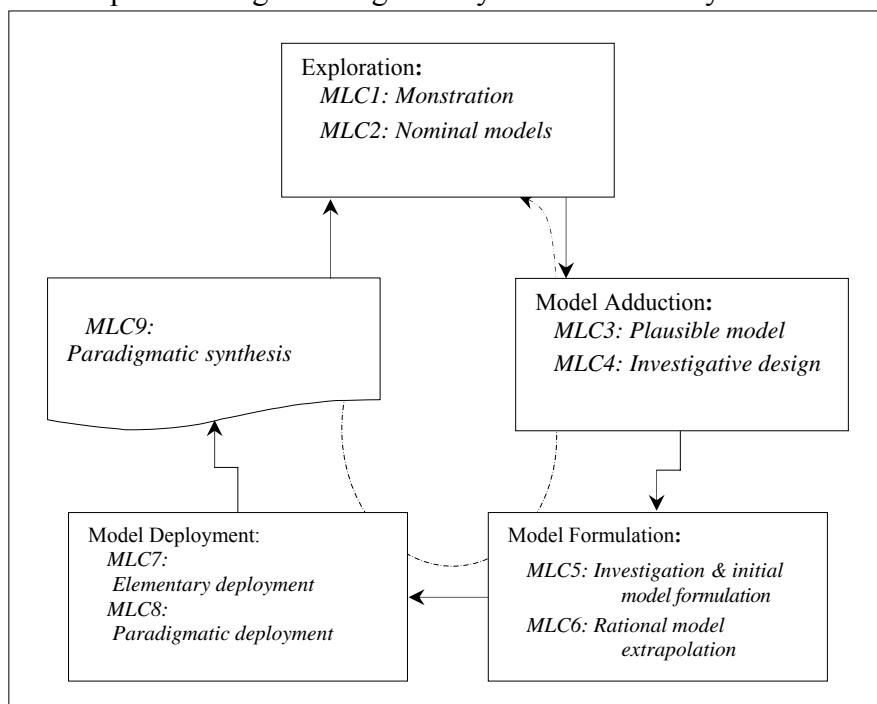 Exploration:
MLC1: Monstration
MLC2: Nominal models
Model Adduction:
MLC3: Plausible model
MLC4: Investigative design
Model Formulation:
MLC5: Investigation & initial
model formulation
MLC6: Rational model
extrapolation
Model Deployment:
MLC7:
Elementary deployment
MLC8:
Paradigmatic deployment
MLC9:
Paradigmatic synthesis